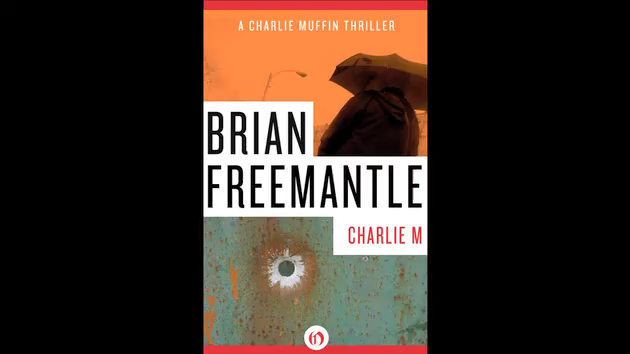 A CHARLIE MUFFIN THRILLER
BRIAN
FREEMANTLE
CHARLIE M